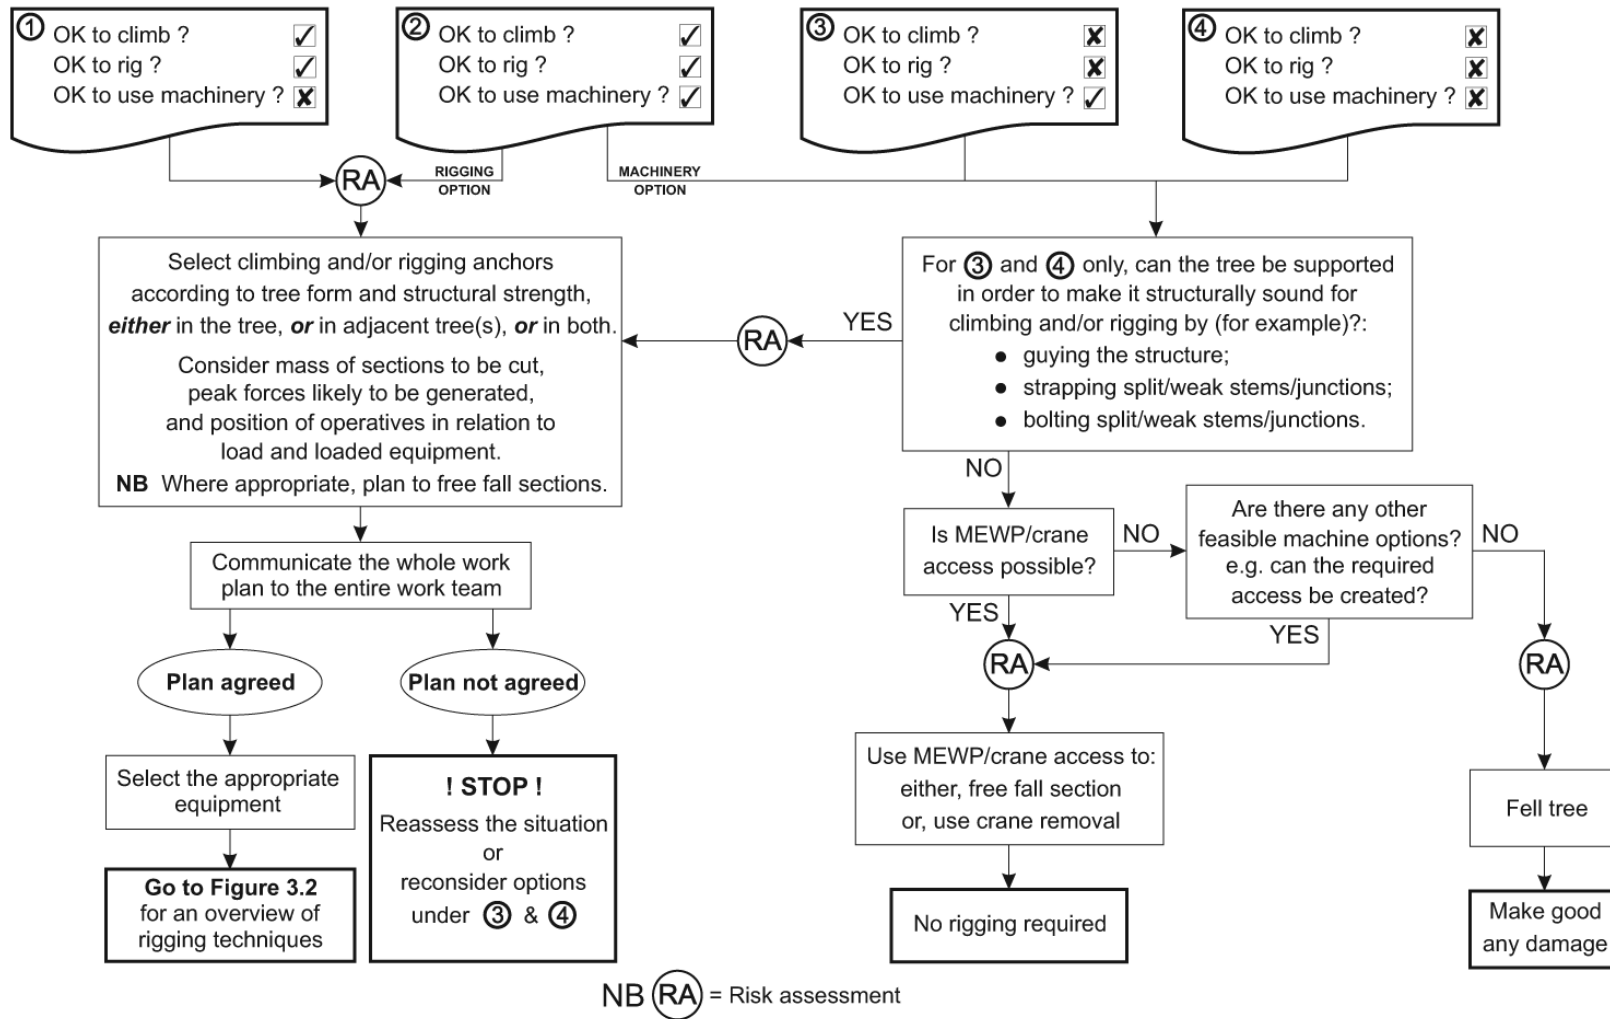 ① OK to climb ? ✓
OK to rig ? ✓
OK to use machinery ? ✘
② OK to climb ? ✓
OK to rig ? ✓
OK to use machinery ? ✓
③ OK to climb ? ✘
OK to rig ? ✘
OK to use machinery ? ✓
④ OK to climb ? ✘
OK to rig ? ✘
OK to use machinery ? ✘
RA
RIGGING
OPTION
MACHINERY
OPTION
Select climbing and/or rigging anchors
according to tree form and structural strength,
either in the tree, or in adjacent tree(s), or in both.
Consider mass of sections to be cut,
peak forces likely to be generated,
and position of operatives in relation to
load and loaded equipment.
NB Where appropriate, plan to free fall sections.
RA
YES
For ③ and ④ only, can the tree be supported
in order to make it structurally sound for
climbing and/or rigging by (for example)?:
● guying the structure;
● strapping split/weak stems/junctions;
● bolting split/weak stems/junctions.
NO
Is MEWP/crane
access possible?
NO
Are there any other
feasible machine options?
e.g. can the required
access be created?
NO
YES
YES
RA
RA
Communicate the whole work
plan to the entire work team
Plan agreed
Plan not agreed
Select the appropriate
equipment
! STOP !
Reassess the situation
or
reconsider options
under ③ & ④
Go to Figure 3.2
for an overview of
rigging techniques
Use MEWP/crane access to:
either, free fall section
or, use crane removal
No rigging required
Fell tree
Make good
any damage
NB RA = Risk assessment